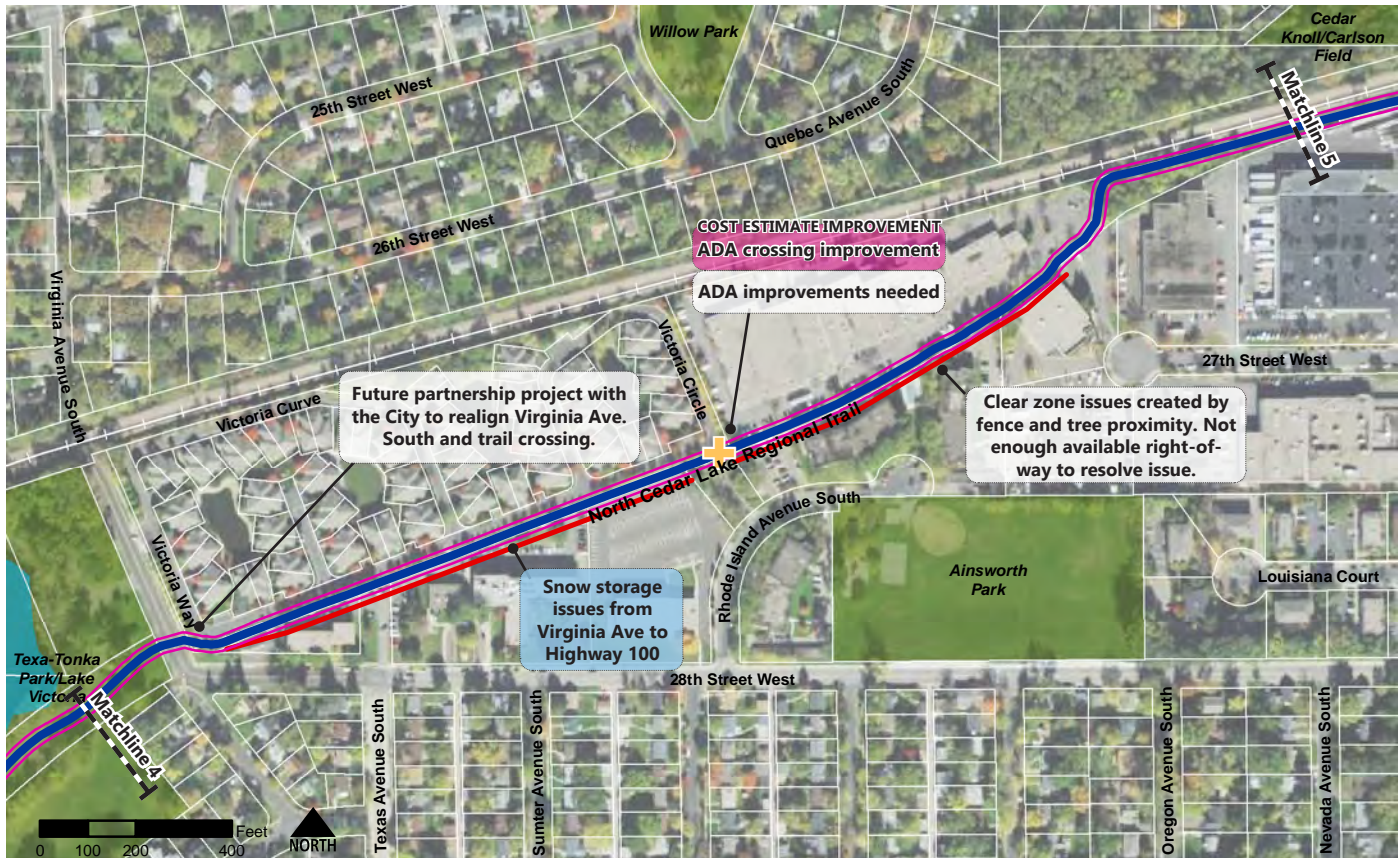 Willow Park
Cedar
Knoll/Carlson
Field
Matchline 5
25th Street West
Quebec Avenue South
26th Street West
Virginia Avenue South
COST ESTIMATE IMPROVEMENT
ADA crossing improvement
ADA improvements needed
Victoria Circle
27th Street West
Victoria Curve
Future partnership project with
the City to realign Virginia Ave.
South and trail crossing.
Clear zone issues created by
fence and tree proximity. Not
enough available right-of-
way to resolve issue.
North Cedar Lake Regional Trail
Rhode Island Avenue South
Victoria Way
Snow storage
issues from
Virginia Ave to
Highway 100
Ainsworth
Park
Louisiana Court
Texa-Tonka
Park/Lake
Victoria
Matchline 4
28th Street West
Texas Avenue South
Sumter Avenue South
Oregon Avenue South
Nevada Avenue South
Feet
0 100 200 400
NORTH